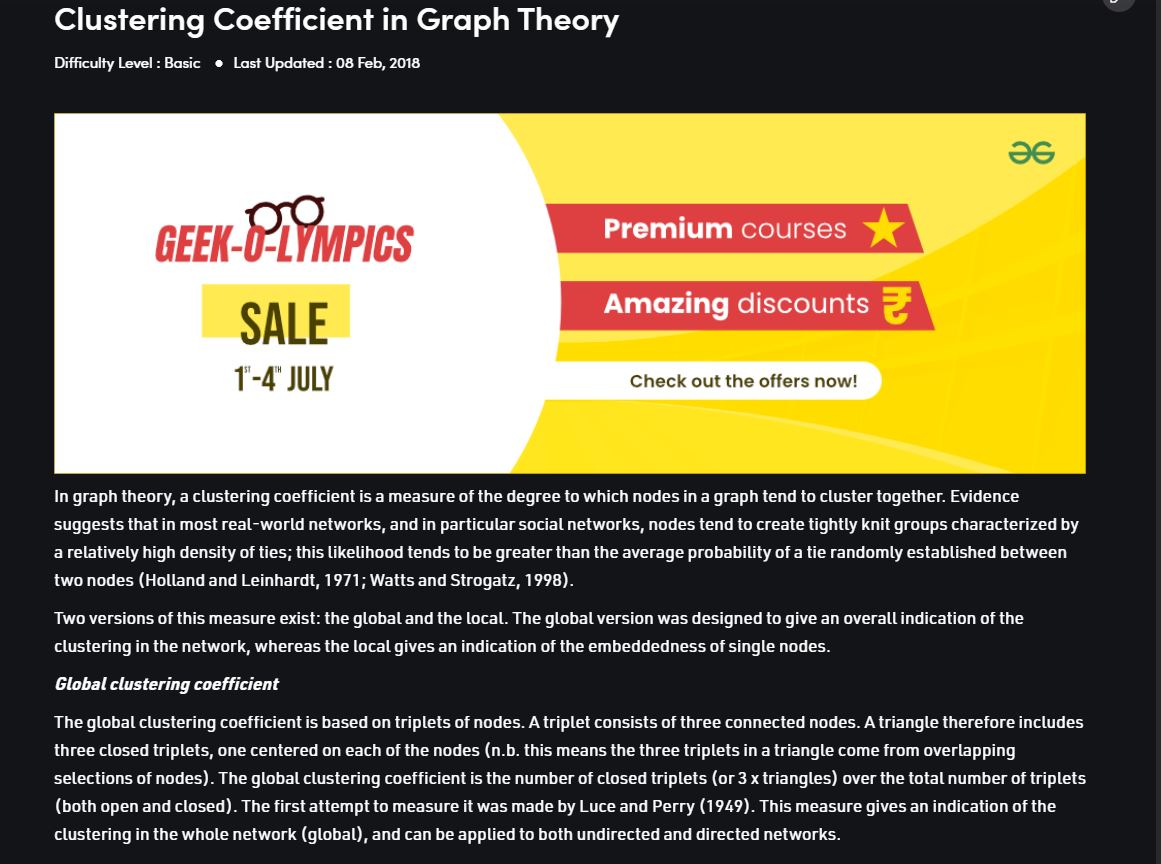 Clustering Coefficient in Graph Theory
Difficulty Level : Basic ● Last Updated : 08 Feb, 2018
GEEK-O-LYMPICS
SALE
1ST-4TH JULY
Premium courses
Amazing discounts
Check out the offers now!
In graph theory, a clustering coefficient is a measure of the degree to which nodes in a graph tend to cluster together. Evidence
suggests that in most real-world networks, and in particular social networks, nodes tend to create tightly knit groups characterized by
a relatively high density of ties; this likelihood tends to be greater than the average probability of a tie randomly established between
two nodes (Holland and Leinhardt, 1971; Watts and Strogatz, 1998).
Two versions of this measure exist: the global and the local. The global version was designed to give an overall indication of the
clustering in the network, whereas the local gives an indication of the embeddedness of single nodes.
Global clustering coefficient
The global clustering coefficient is based on triplets of nodes. A triplet consists of three connected nodes. A triangle therefore includes
three closed triplets, one centered on each of the nodes (n.b. this means the three triplets in a triangle come from overlapping
selections of nodes). The global clustering coefficient is the number of closed triplets (or 3 x triangles) over the total number of triplets
(both open and closed). The first attempt to measure it was made by Luce and Perry (1949). This measure gives an indication of the
clustering in the whole network (global), and can be applied to both undirected and directed networks.